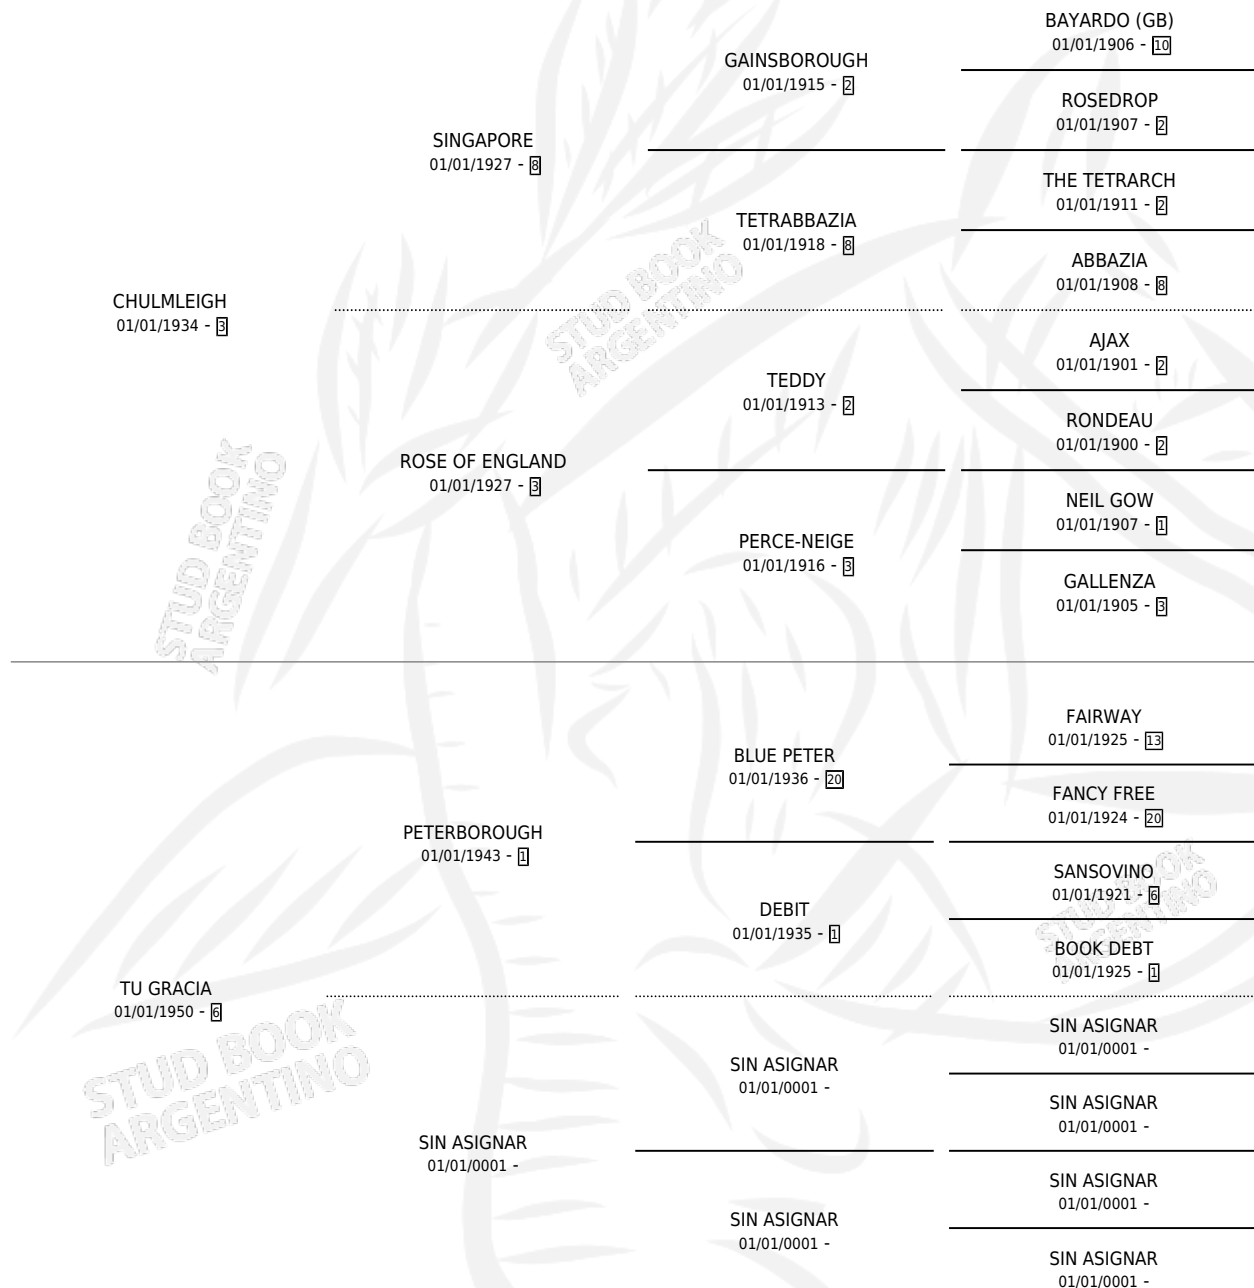 BAYARDO (GB)
01/01/1906 - 10
GAINSBOROUGH
01/01/1915 - 2
ROSEDROP
01/01/1907 - 2
SINGAPORE
01/01/1927 - 8
THE TETRARCH
01/01/1911 - 2
TETRABBAZIA
01/01/1918 - 8
ABBAZIA
01/01/1908 - 8
CHULMLEIGH
01/01/1934 - 3
STUD BOOK
ARGENTINO
AJAX
01/01/1901 - 2
TEDDY
01/01/1913 - 2
RONDEAU
01/01/1900 - 2
ROSE OF ENGLAND
01/01/1927 - 3
NEIL GOW
01/01/1907 - 1
PERCE-NEIGE
01/01/1916 - 3
GALLENZA
01/01/1905 - 3
STUD BOOK
ARGENTINO
FAIRWAY
01/01/1925 - 13
BLUE PETER
01/01/1936 - 20
FANCY FREE
01/01/1924 - 20
PETERBOROUGH
01/01/1943 - 1
SANSOVINO
01/01/1921 - 6
DEBIT
01/01/1935 - 1
STUD BOOK
ARGENTINO
BOOK DEBT
01/01/1925 - 1
TU GRACIA
01/01/1950 - 6
STUD BOOK
ARGENTINO
SIN ASIGNAR
01/01/0001 -
SIN ASIGNAR
01/01/0001 -
SIN ASIGNAR
01/01/0001 -
SIN ASIGNAR
01/01/0001 -
SIN ASIGNAR
01/01/0001 -
SIN ASIGNAR
01/01/0001 -
SIN ASIGNAR
01/01/0001 -